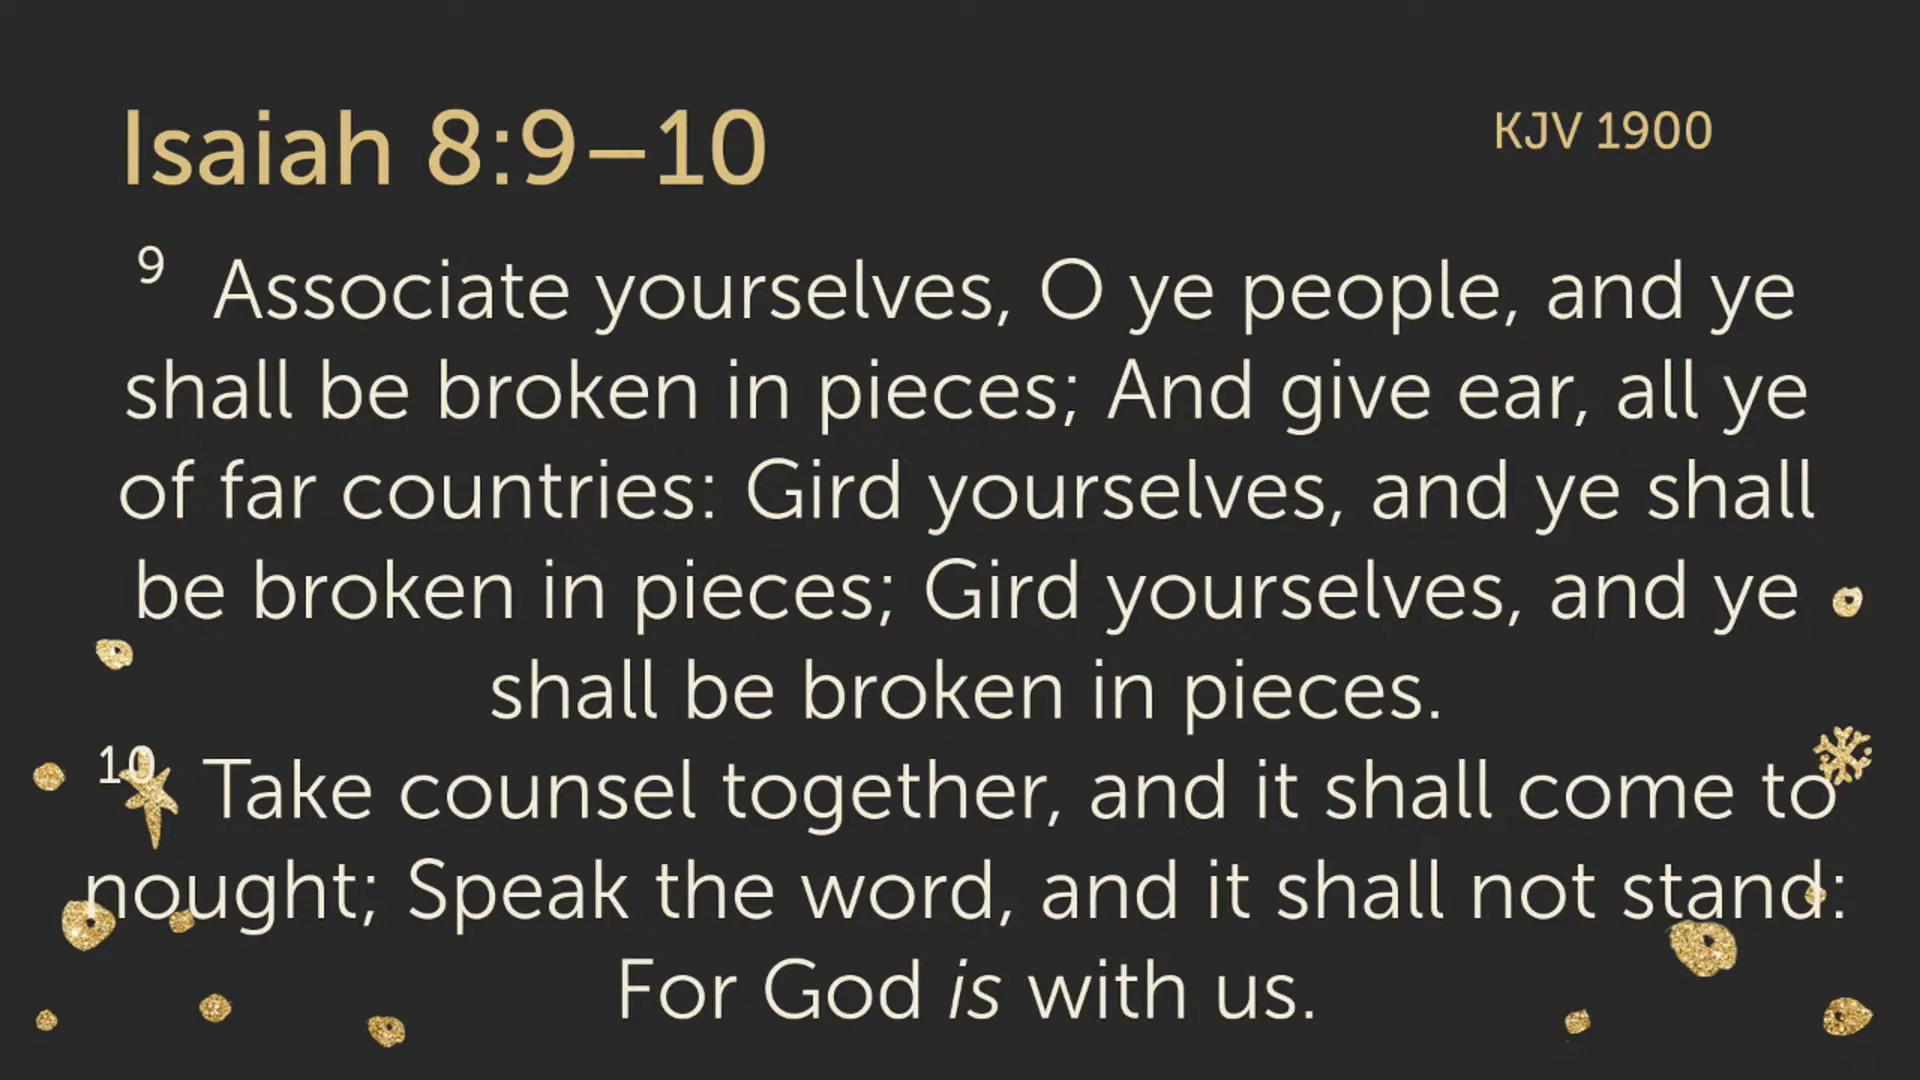 Isaiah 8:9–10
KJV 1900
9 Associate yourselves, O ye people, and ye
shall be broken in pieces; And give ear, all ye
of far countries: Gird yourselves, and ye shall
be broken in pieces; Gird yourselves, and ye
shall be broken in pieces.
10 Take counsel together, and it shall come to
nought; Speak the word, and it shall not stand:
For God is with us.